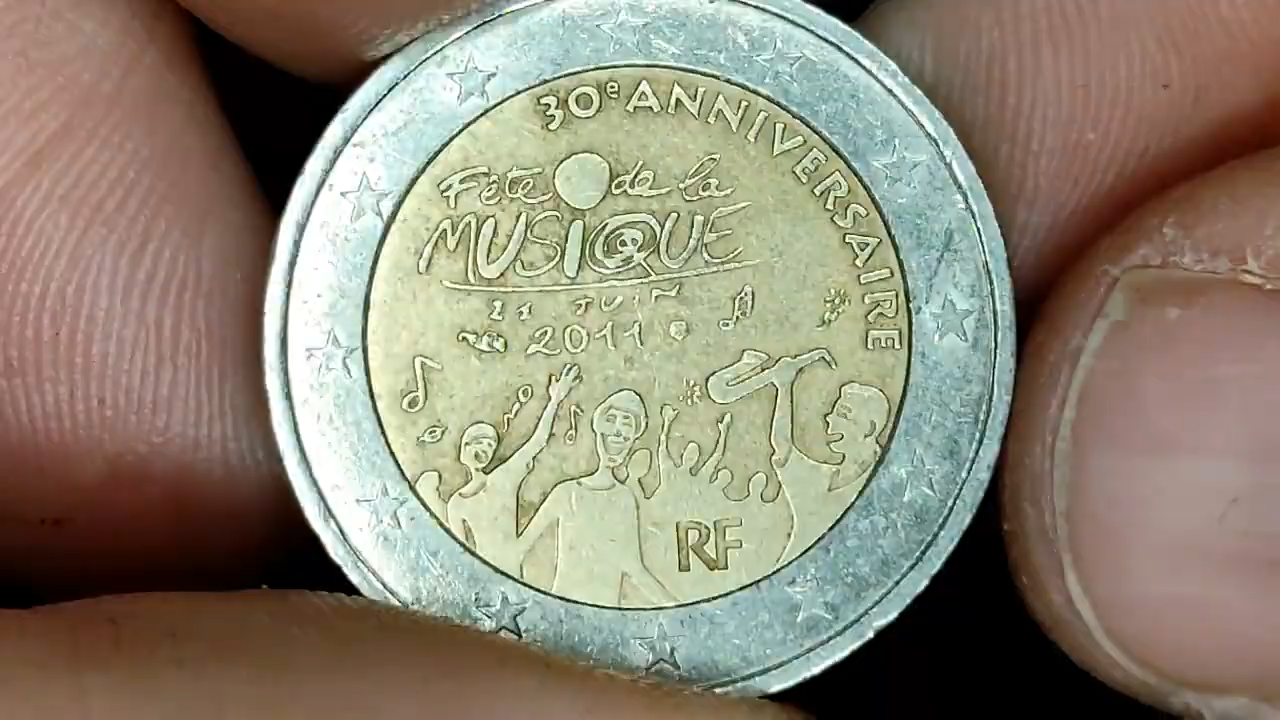 30e ANNIVERSAIRE
Fête de la
MUSIQUE
21 JUIN
2011
RF